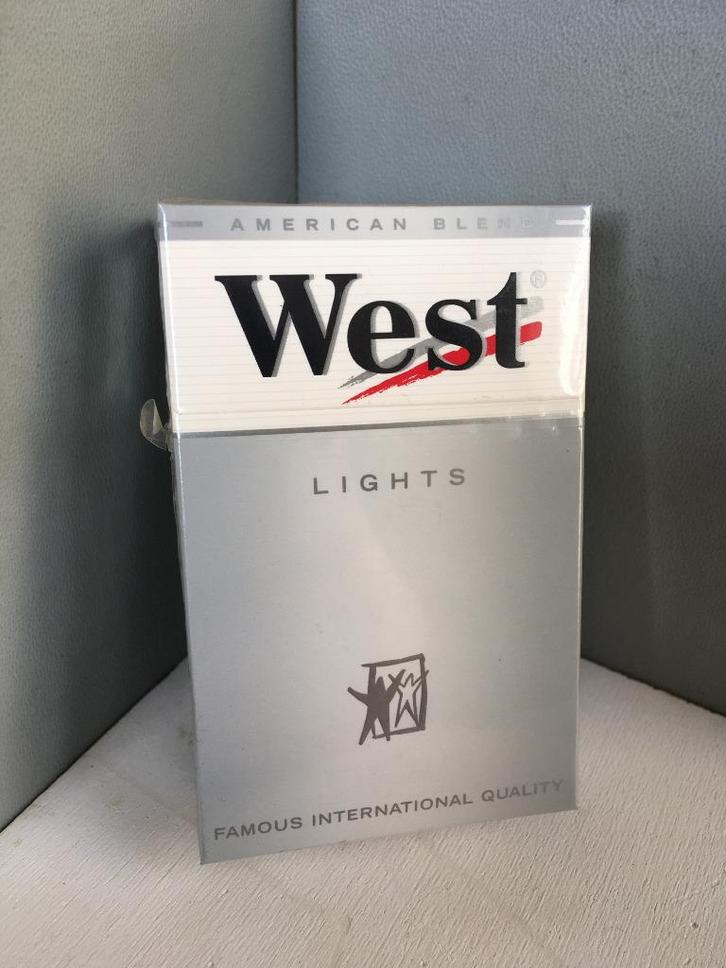 AMERICAN BLEND
West®
LIGHTS
FAMOUS INTERNATIONAL QUALITY